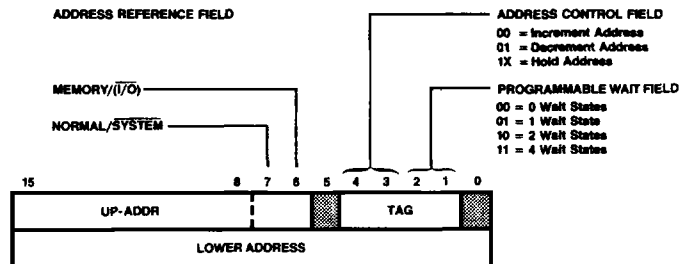 ADDRESS REFERENCE FIELD
ADDRESS CONTROL FIELD
00 = Increment Address
01 = Decrement Address
1X = Hold Address
MEMORY/(I/O)
PROGRAMMABLE WAIT FIELD
00 = 0 Wait States
01 = 1 Wait State
10 = 2 Wait States
11 = 4 Wait States
NORMAL/SYSTEM
15 8 7 6 5 4 3 2 1 0
UP-ADDR TAG
LOWER ADDRESS